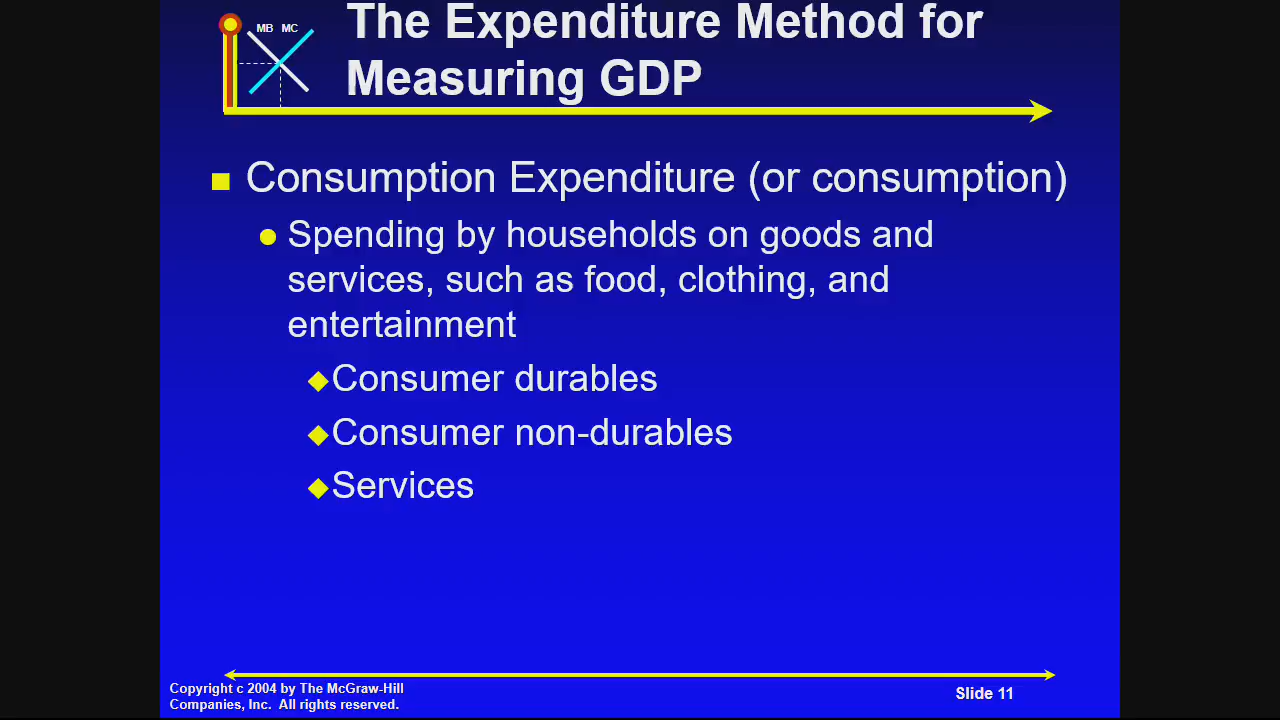 MB MC
The Expenditure Method for
Measuring GDP
Consumption Expenditure (or consumption)
Spending by households on goods and
services, such as food, clothing, and
entertainment
Consumer durables
Consumer non-durables
Services
Copyright c 2004 by The McGraw-Hill
Companies, Inc. All rights reserved.
Slide 11